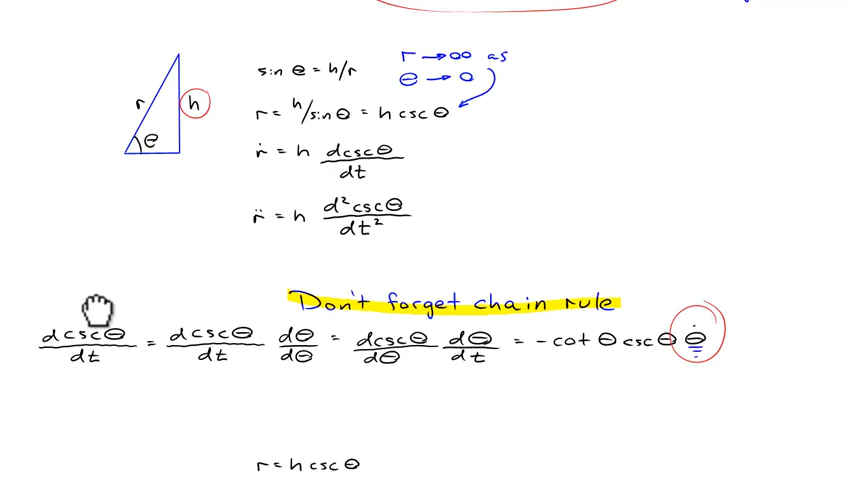 sin θ = h/r
r → ∞ as
θ → 0
r
h
θ
r = h/sin θ = h csc θ
ṙ = h dcscθ/dt
r̈ = h d²cscθ/dt²
Don't forget chain rule
dcscθ/dt = dcscθ/dt dθ/dθ = dcscθ/dθ dθ/dt = -cot θ csc θ θ̇
r = h csc θ